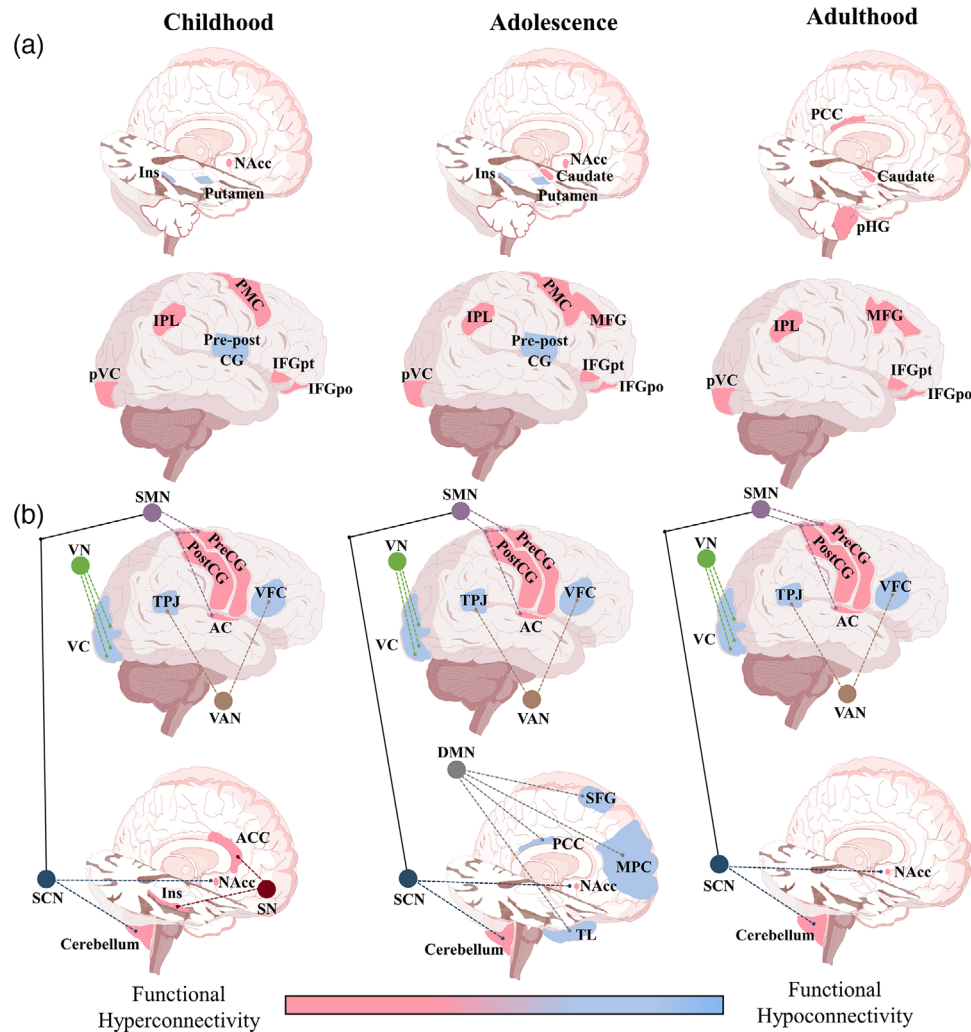 Childhood
Adolescence
Adulthood
(a)
NAcc
Ins
Putamen
NAcc
Ins
Caudate
Putamen
PCC
Caudate
pHG
PMC
IPL
Pre-post
CG
IFGpt
pVC
IFGpo
PMC
IPL
MFG
Pre-post
CG
IFGpt
pVC
IFGpo
MFG
IPL
IFGpt
pVC
IFGpo
(b)
SMN
VN
PreCG
PostCG
TPJ
VFC
AC
VC
VAN
SMN
VN
PreCG
PostCG
TPJ
VFC
AC
VC
VAN
SMN
VN
PreCG
PostCG
TPJ
VFC
AC
VC
VAN
ACC
NAcc
Ins
SCN
SN
Cerebellum
DMN
SFG
PCC
MPC
NAcc
SCN
TL
Cerebellum
NAcc
SCN
Cerebellum
Functional
Hyperconnectivity
Functional
Hypoconnectivity